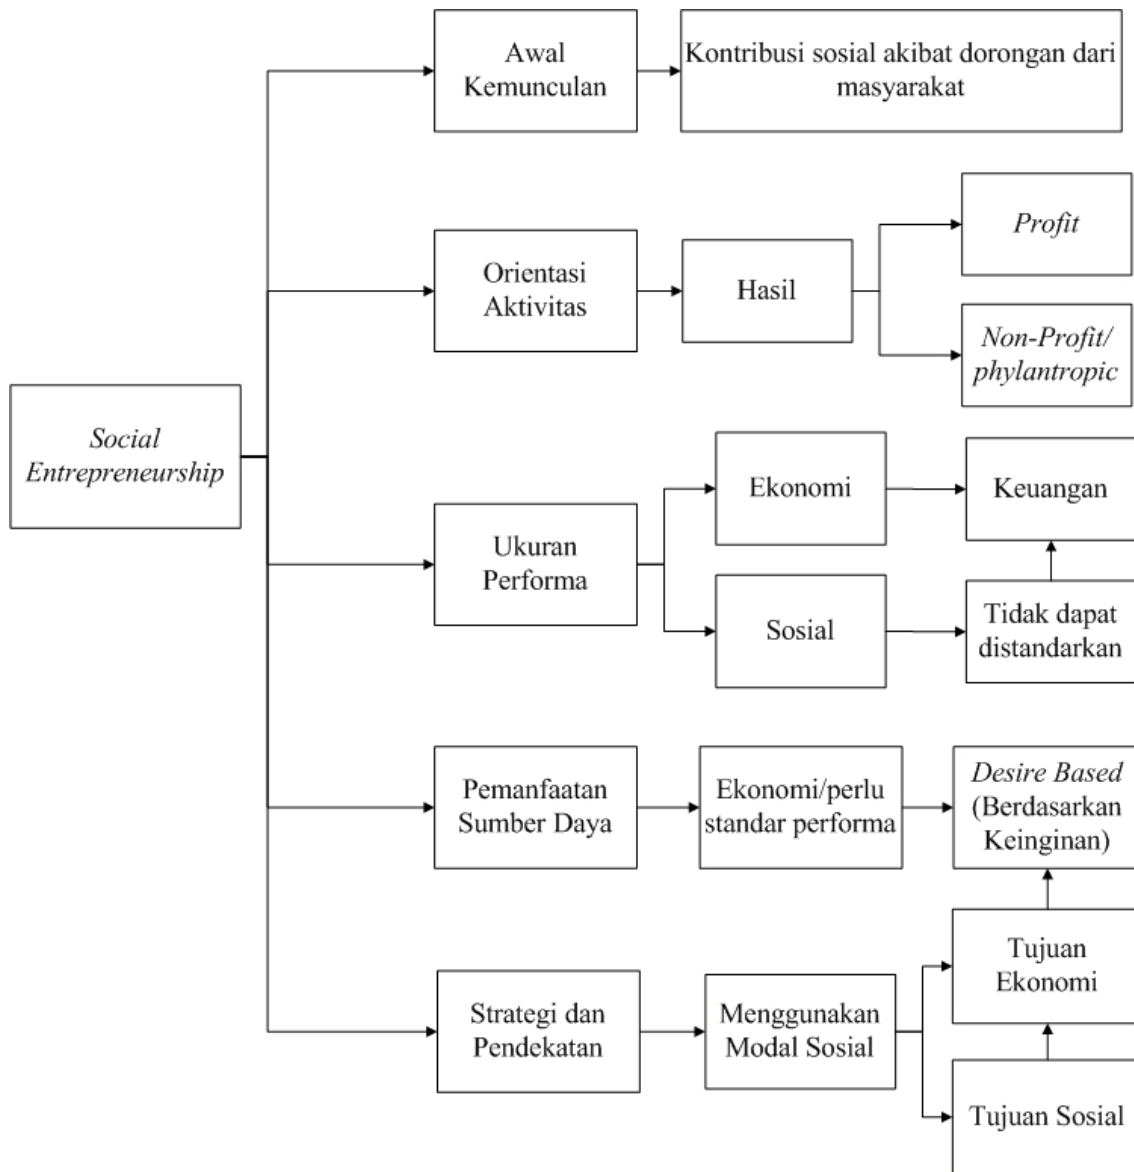 Awal
Kemunculan
Kontribusi sosial akibat dorongan dari
masyarakat
Orientasi
Aktivitas
Hasil
Profit
Non-Profit/
phylantropic
Social
Entrepreneurship
Ukuran
Performa
Ekonomi
Keuangan
Sosial
Tidak dapat
distandarkan
Pemanfaatan
Sumber Daya
Ekonomi/perlu
standar performa
Desire Based
(Berdasarkan
Keinginan)
Strategi dan
Pendekatan
Menggunakan
Modal Sosial
Tujuan
Ekonomi
Tujuan Sosial